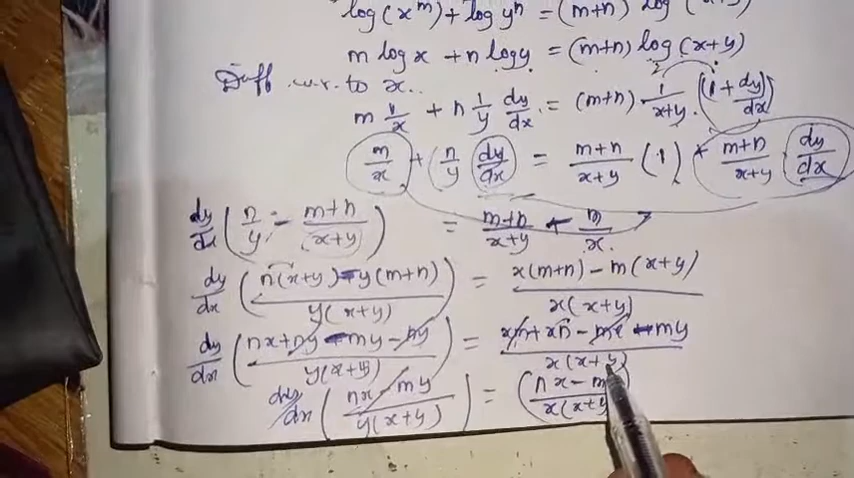 log(x^m) + log y^n = (m+n) log (x+y)
m log x + n log y = (m+n) log (x+y)
Diff w.r. to x..
m 1/x + n 1/y dy/dx = (m+n) 1/(x+y) . (1 + dy/dx)
m/x + n/y dy/dx = (m+n)/(x+y) (1) + (m+n)/(x+y) dy/dx
dy/dx (n/y - (m+n)/(x+y)) = (m+n)/(x+y) - m/x.
dy/dx ((n(x+y) - y(m+n))/(y(x+y))) = (x(m+n) - m(x+y))/(x(x+y))
dy/dx ((nx + ny - my - ny)/(y(x+y))) = (xm + xn - mx - my)/(x(x+y))
dy/dx ((nx - my)/(y(x+y))) = (nx - m)/(x(x+y